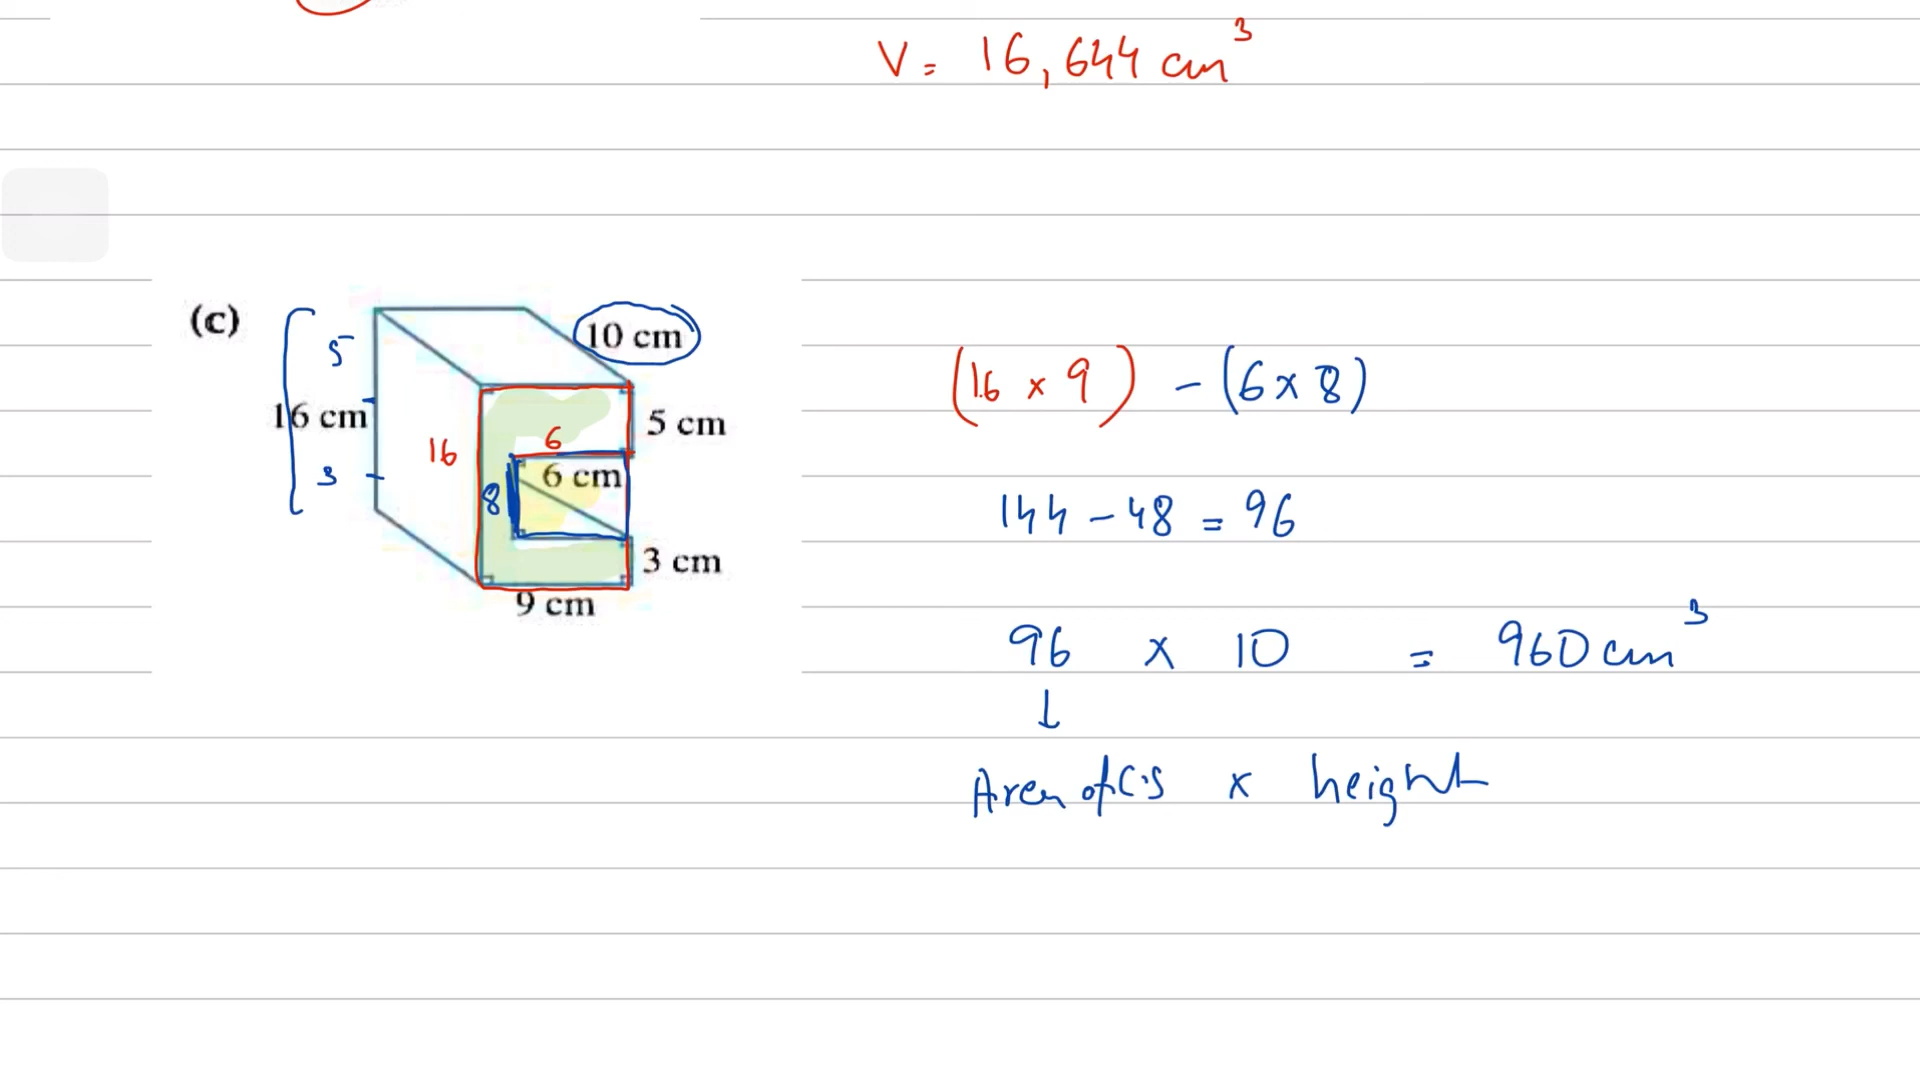 V = 16,644 cm³
(c)
5
10 cm
16 cm
16
5 cm
6
6 cm
3
8
3 cm
9 cm
(16 × 9) - (6 × 8)
144 - 48 = 96
96 × 10 = 960 cm³
↓
Area of C.S × height